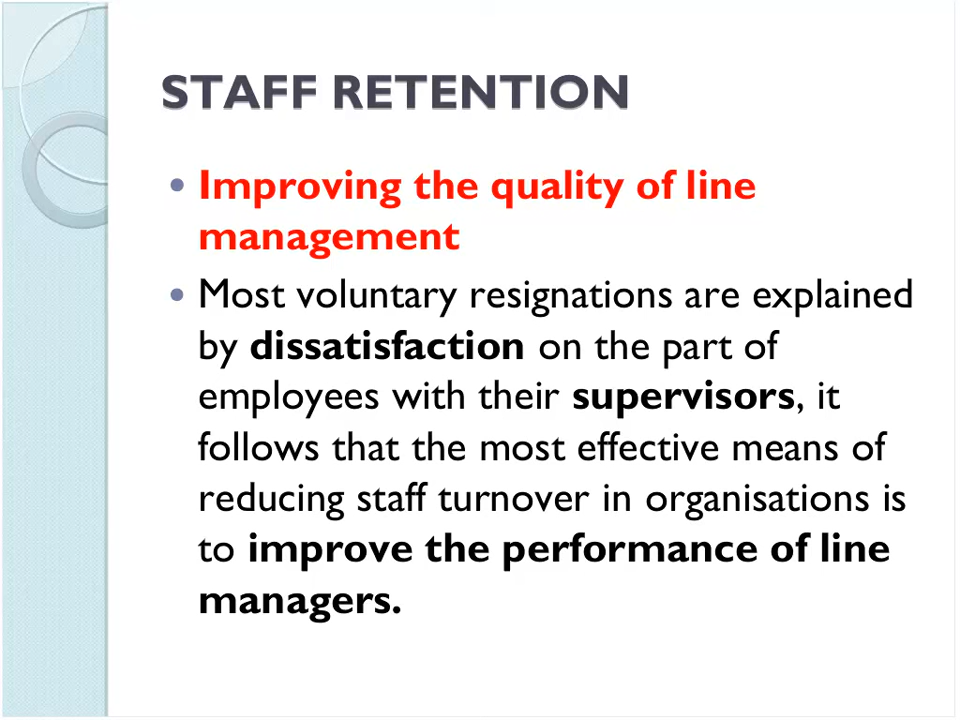 STAFF RETENTION
Improving the quality of line
management
Most voluntary resignations are explained
by dissatisfaction on the part of
employees with their supervisors, it
follows that the most effective means of
reducing staff turnover in organisations is
to improve the performance of line
managers.